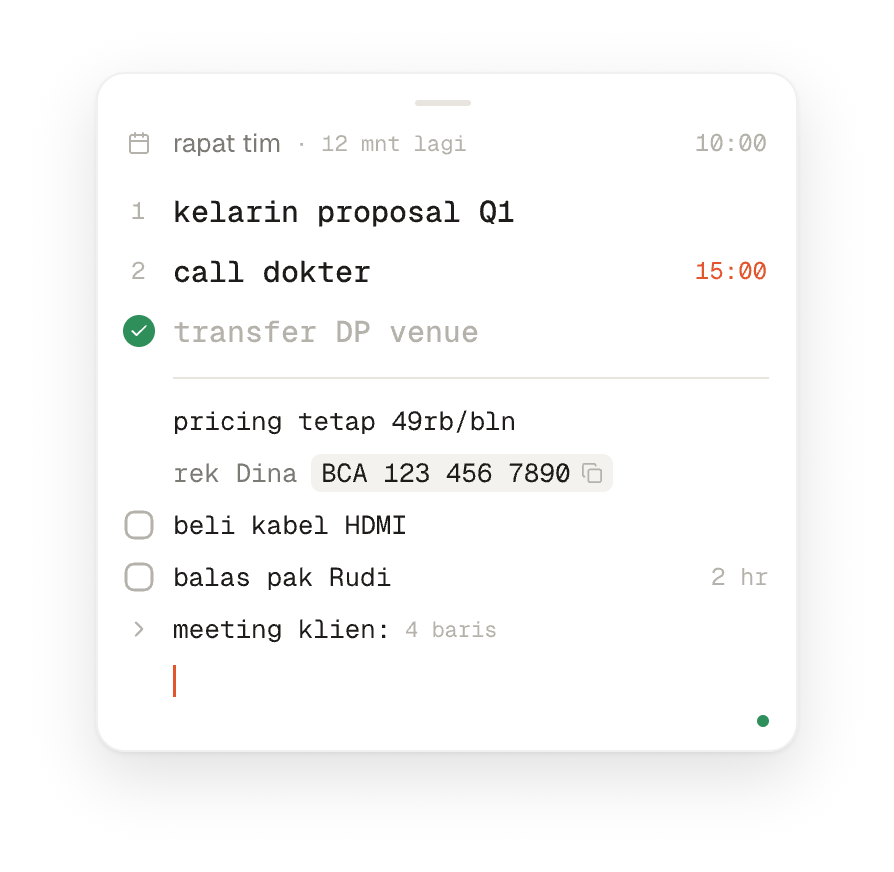 rapat tim · 12 mnt lagi 10:00
1 kelarin proposal Q1
2 call dokter 15:00
transfer DP venue
pricing tetap 49rb/bln
rek Dina BCA 123 456 7890
beli kabel HDMI
balas pak Rudi 2 hr
meeting klien: 4 baris